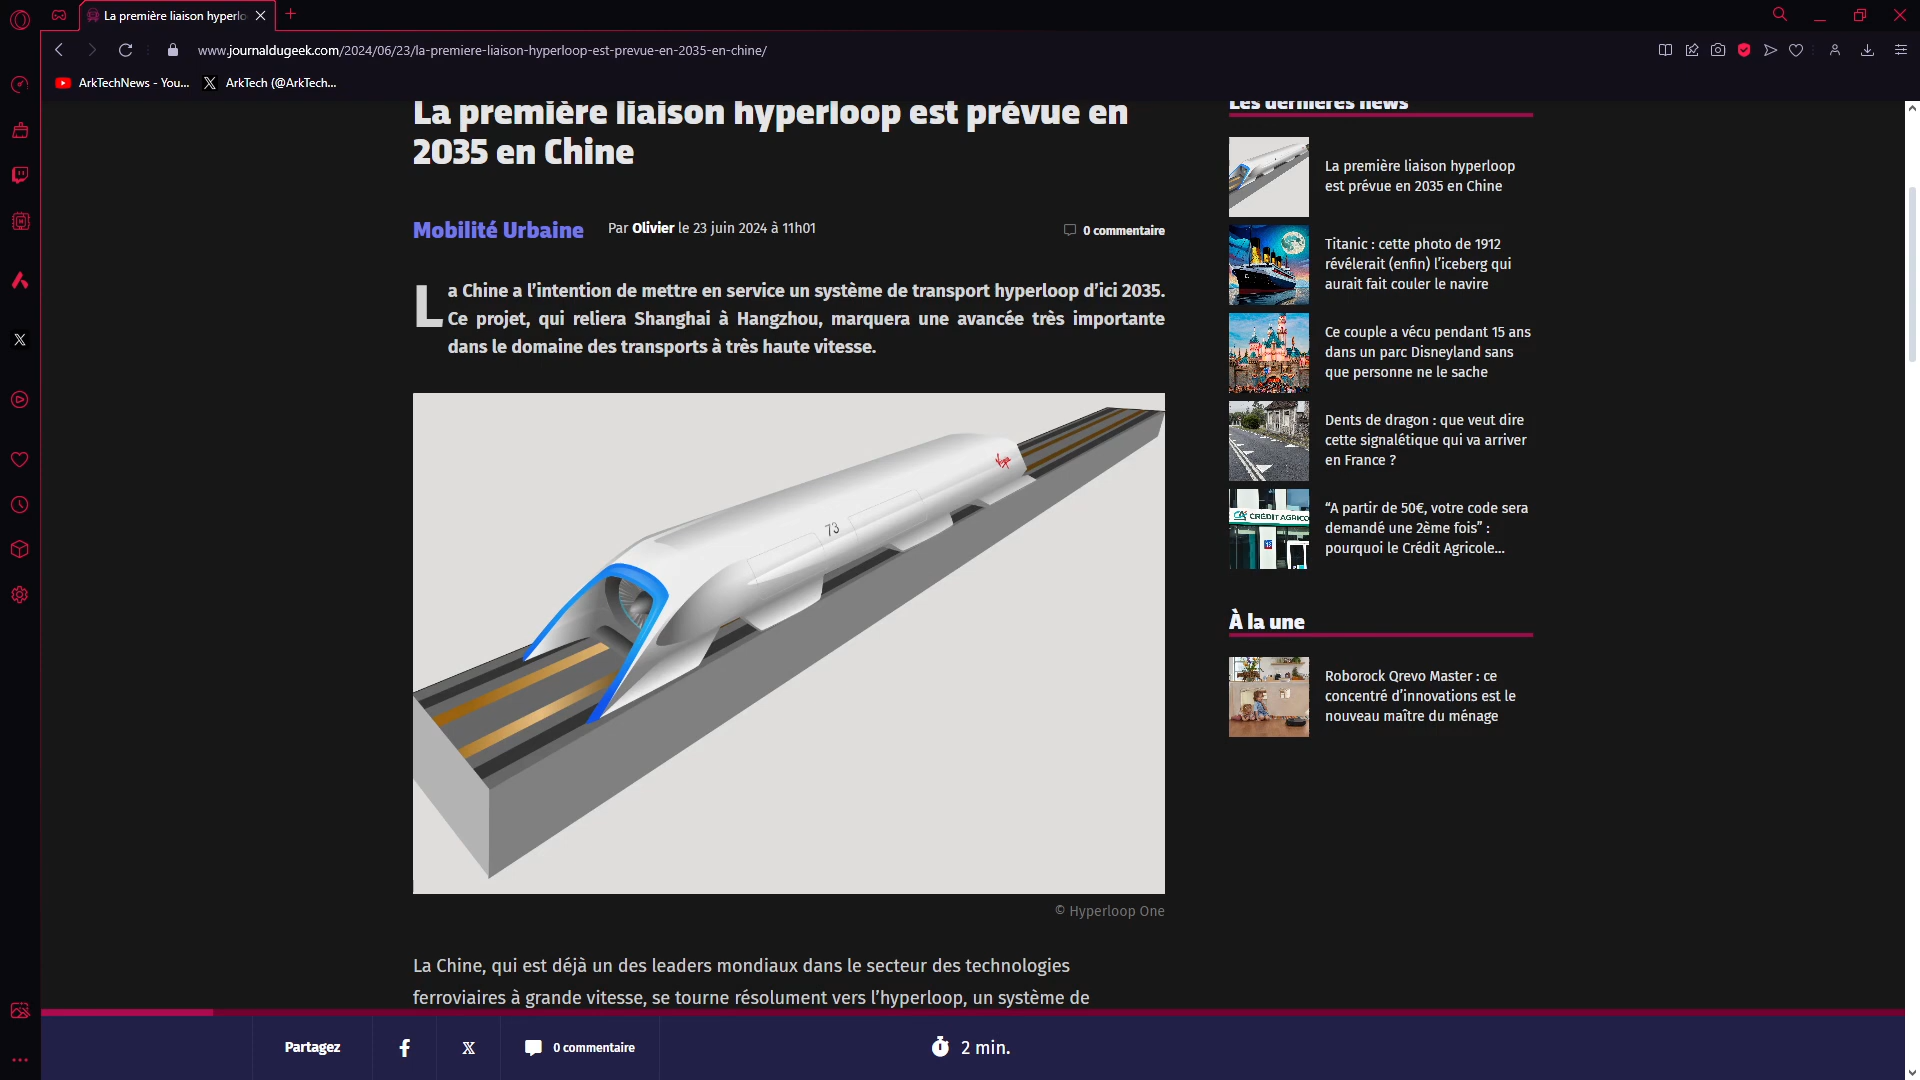 La première liaison hyperlo
www.journaldugeek.com/2024/06/23/la-premiere-liaison-hyperloop-est-prevue-en-2035-en-chine/
ArkTechNews - You...
ArkTech (@ArkTech...
La première liaison hyperloop est prévue en
2035 en Chine
Mobilité Urbaine
Par Olivier le 23 juin 2024 à 11h01
0 commentaire
La Chine a l’intention de mettre en service un système de transport hyperloop d’ici 2035.
Ce projet, qui reliera Shanghai à Hangzhou, marquera une avancée très importante
dans le domaine des transports à très haute vitesse.
Virgin
73
© Hyperloop One
La Chine, qui est déjà un des leaders mondiaux dans le secteur des technologies
ferroviaires à grande vitesse, se tourne résolument vers l’hyperloop, un système de
Les dernières news
La première liaison hyperloop
est prévue en 2035 en Chine
Titanic : cette photo de 1912
révélerait (enfin) l’iceberg qui
aurait fait couler le navire
Ce couple a vécu pendant 15 ans
dans un parc Disneyland sans
que personne ne le sache
Dents de dragon : que veut dire
cette signalétique qui va arriver
en France ?
CRÉDIT AGRICO
“A partir de 50€, votre code sera
demandé une 2ème fois” :
pourquoi le Crédit Agricole...
À la une
Roborock Qrevo Master : ce
concentré d’innovations est le
nouveau maître du ménage
Partagez
0 commentaire
2 min.